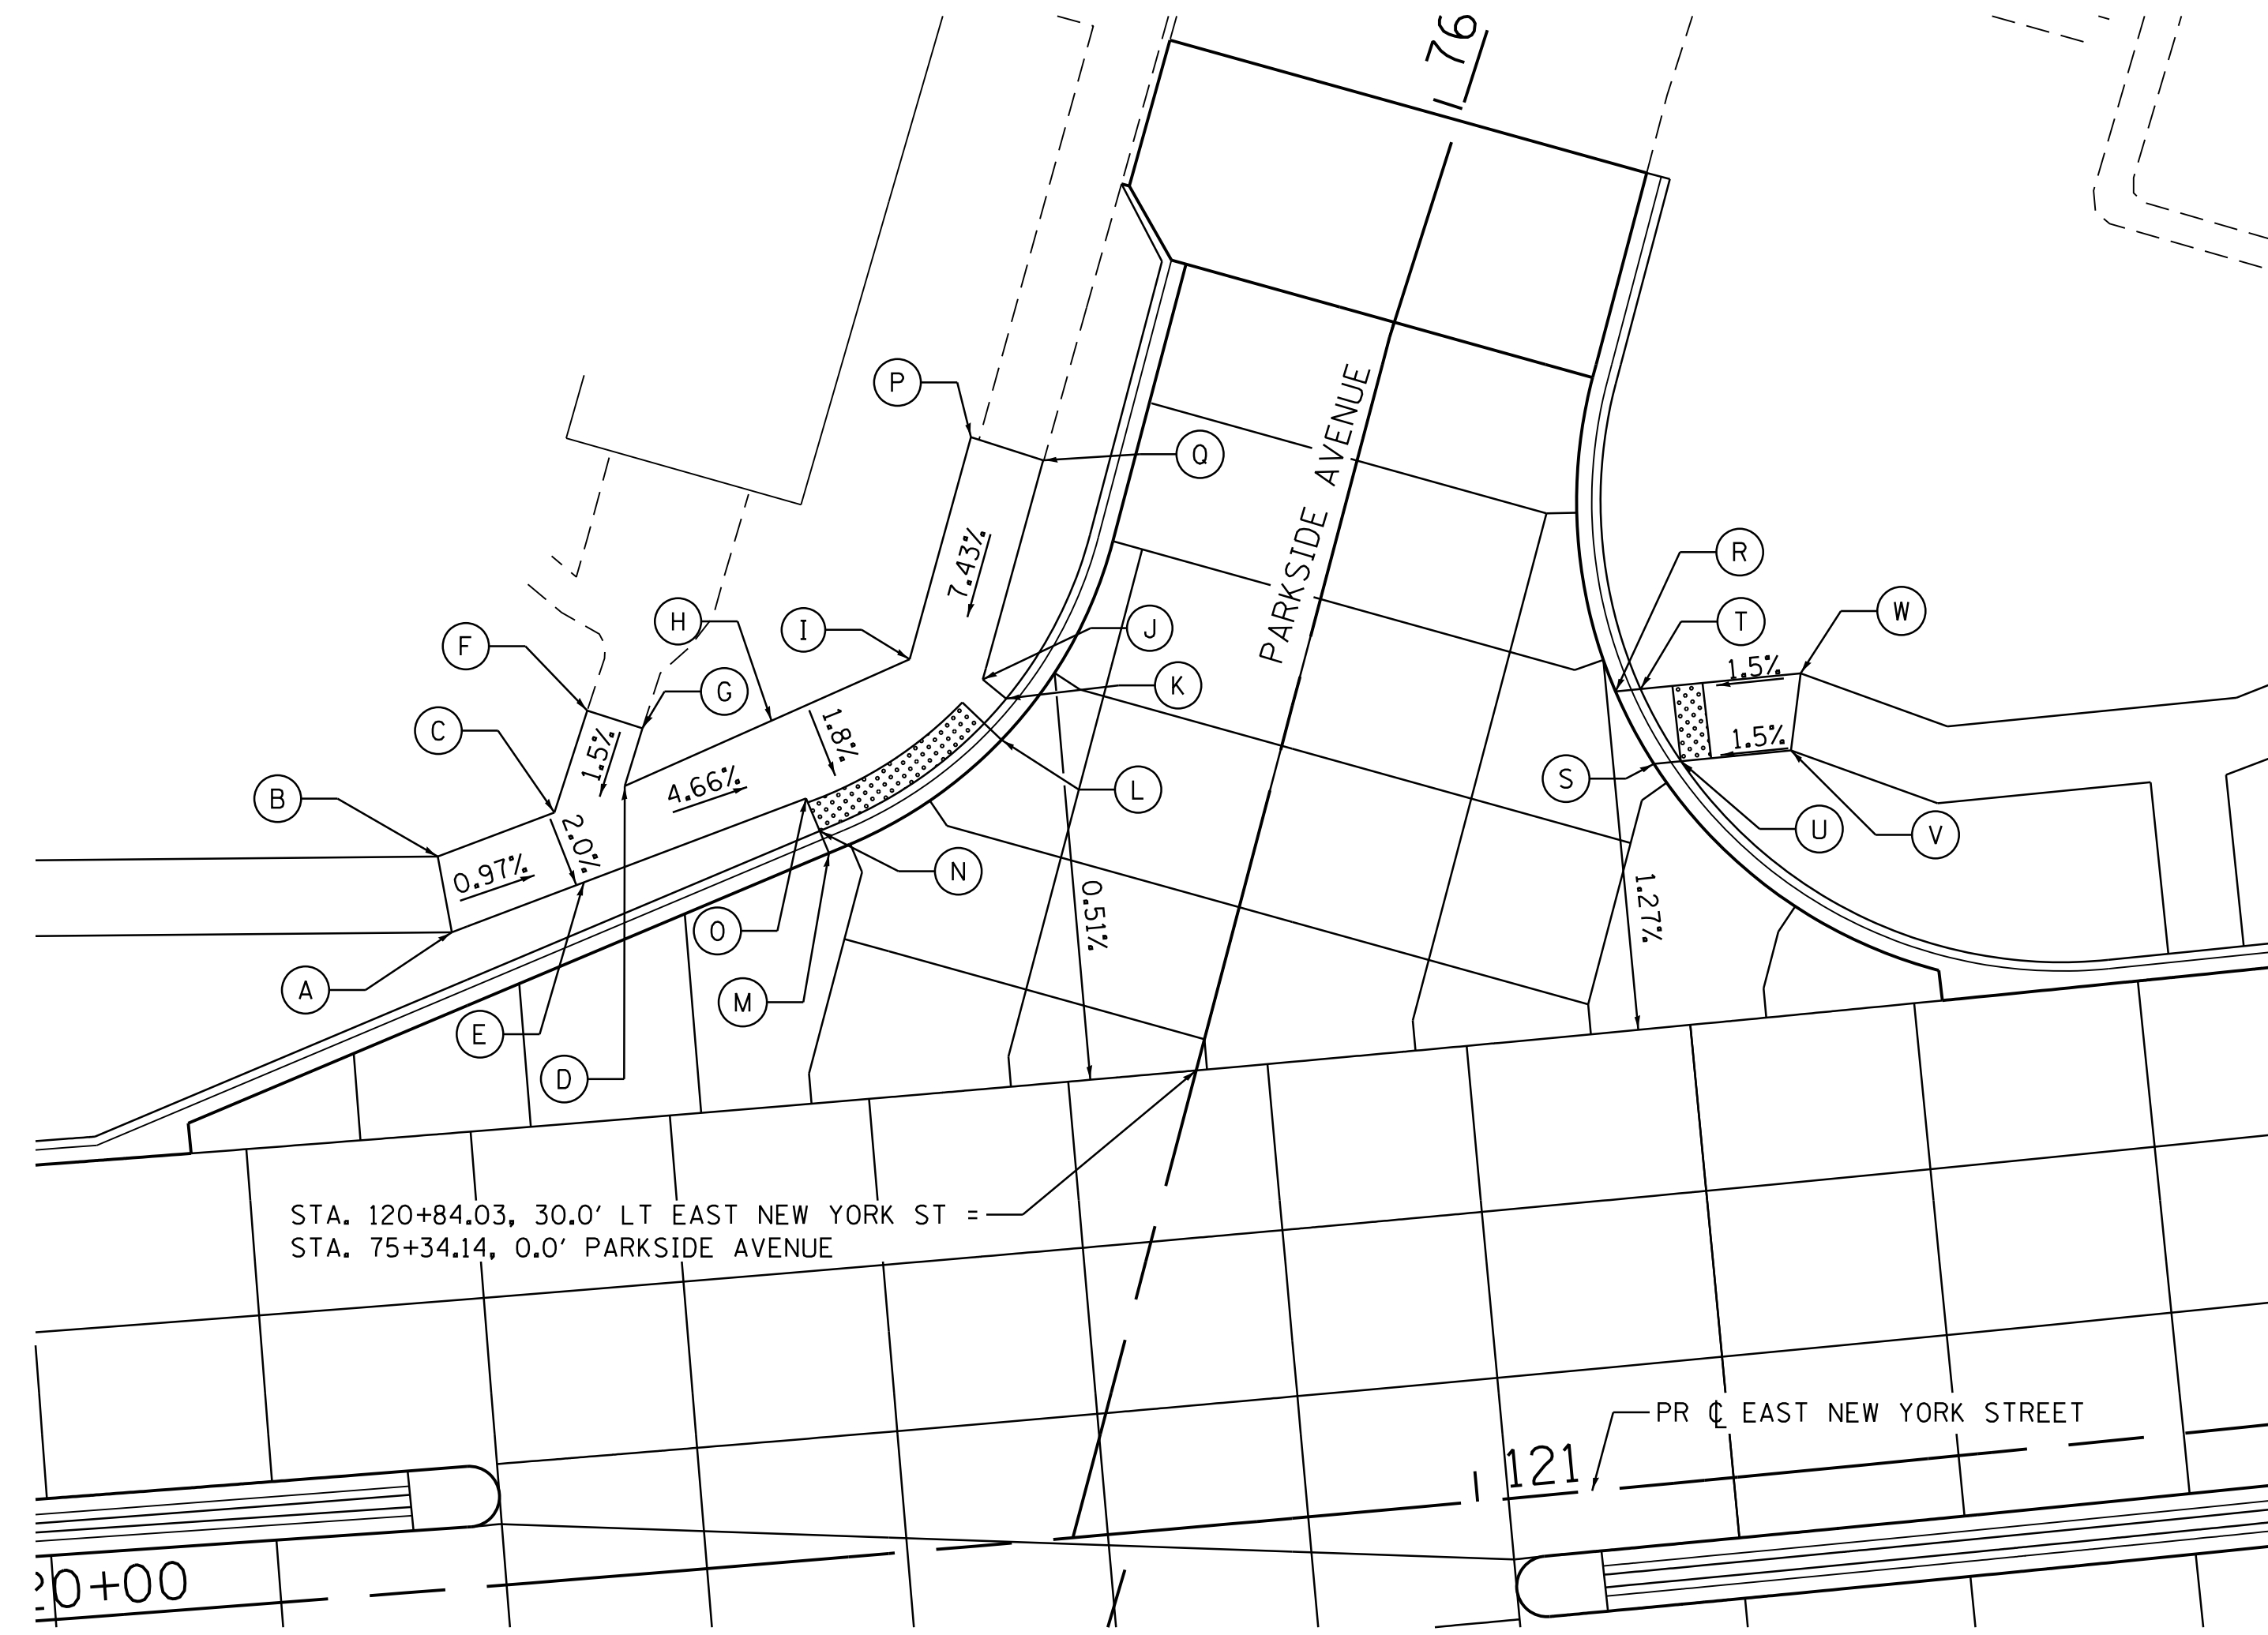 76
P
Q
PARKSIDE AVENUE
R
7.43%
W
H
T
I
J
F
1.5%
K
G
C
1.8%
1.5%
1.5%
S
4.66%
L
B
U
V
2.0%
0.97%
N
O
0.51%
1.27%
A
M
E
D
STA. 120+84.03, 30.0' LT EAST NEW YORK ST =
STA. 75+34.14, 0.0' PARKSIDE AVENUE
PR ℄ EAST NEW YORK STREET
121
20+00